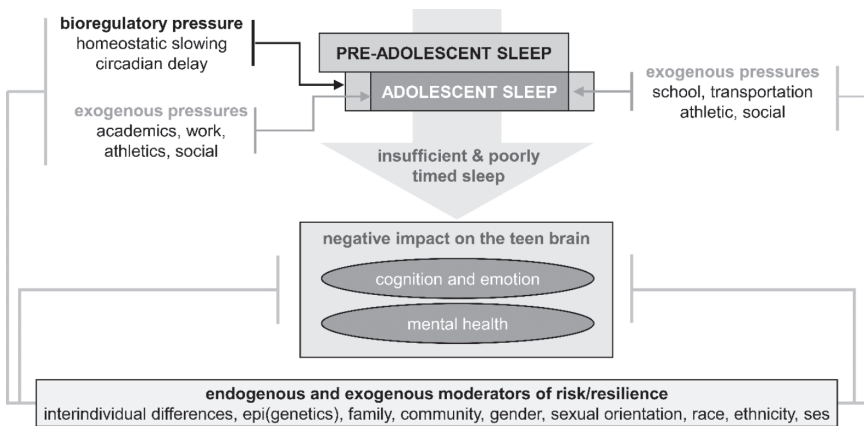 bioregulatory pressure
homeostatic slowing
circadian delay
PRE-ADOLESCENT SLEEP
ADOLESCENT SLEEP
exogenous pressures
academics, work,
athletics, social
exogenous pressures
school, transportation
athletic, social
insufficient & poorly
timed sleep
negative impact on the teen brain
cognition and emotion
mental health
endogenous and exogenous moderators of risk/resilience
interindividual differences, epi(genetics), family, community, gender, sexual orientation, race, ethnicity, ses